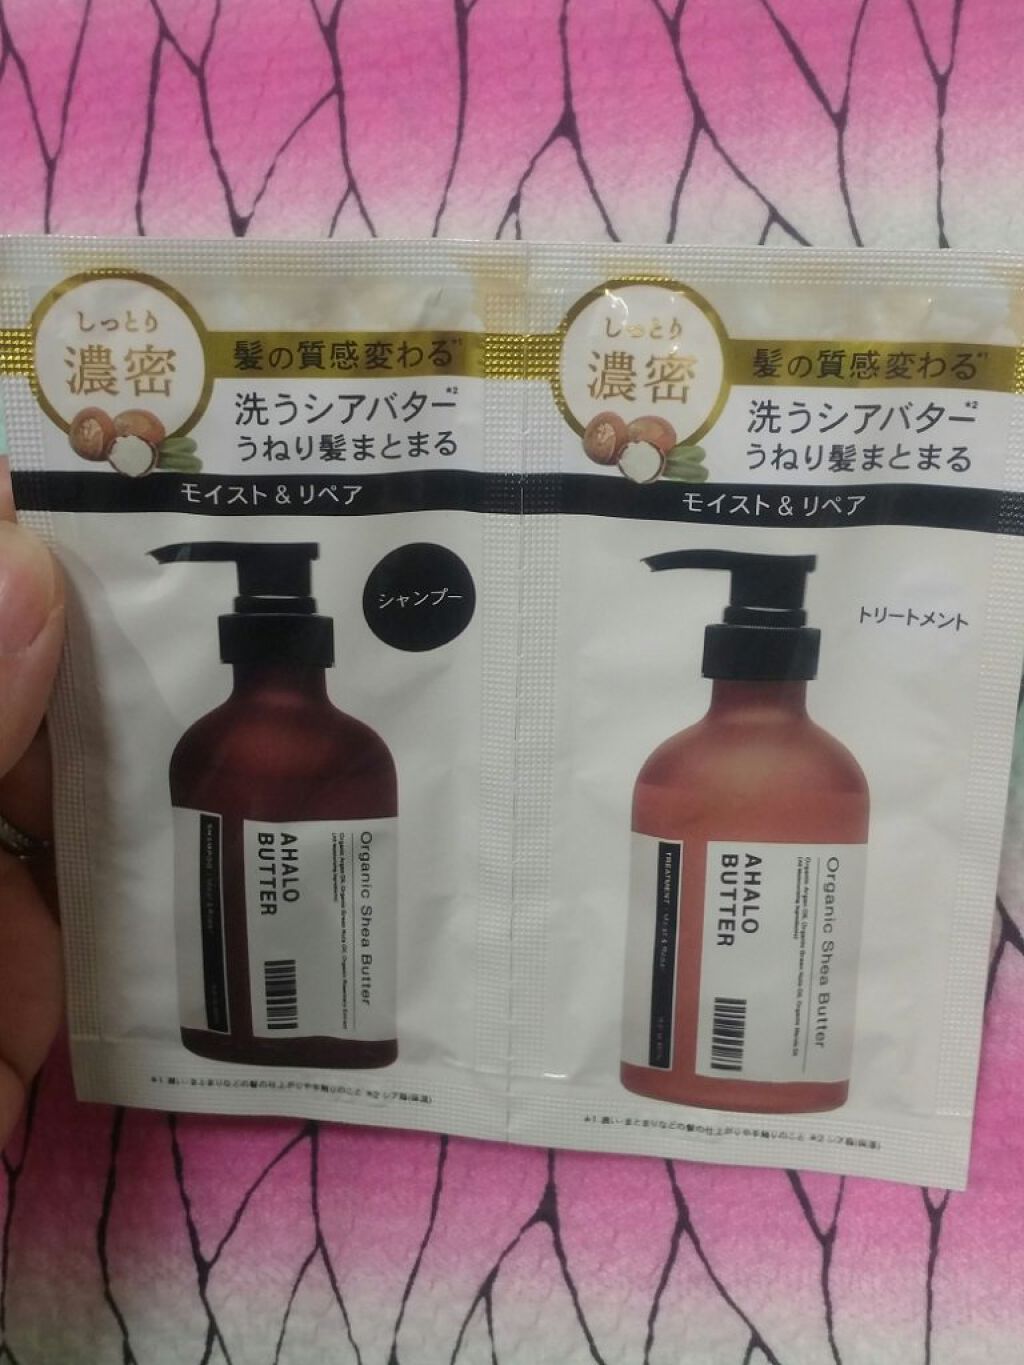 しっとり
濃密
髪の質感変わる*1
洗うシアバター*2
うねり髪まとまる
モイスト&リペア
シャンプー
Organic Shea Butter
AHALO
BUTTER
しっとり
濃密
髪の質感変わる*1
洗うシアバター*2
うねり髪まとまる
モイスト&リペア
トリートメント
Organic Shea Butter
AHALO
BUTTER
TREATMENT